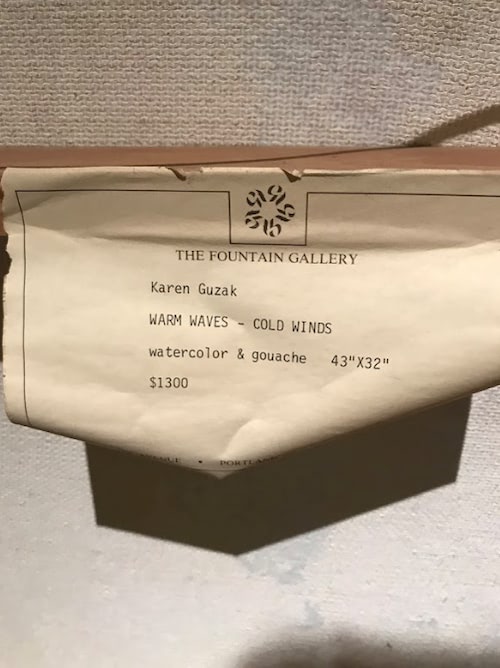 THE FOUNTAIN GALLERY
Karen Guzak
WARM WAVES - COLD WINDS
watercolor & gouache 43"X32"
$1300